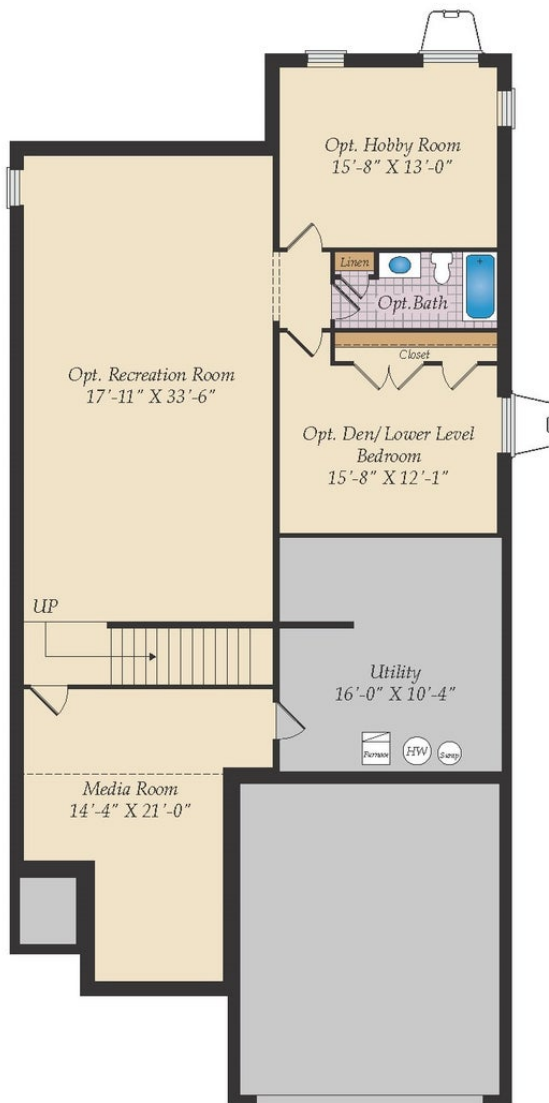 Opt. Hobby Room
15'-8" X 13'-0"
Linen
Opt.Bath
Closet
Opt. Recreation Room
17'-11" X 33'-6"
Opt. Den/ Lower Level
Bedroom
15'-8" X 12'-1"
UP
Utility
16'-0" X 10'-4"
Furnace
HW
Sump
Media Room
14'-4" X 21'-0"